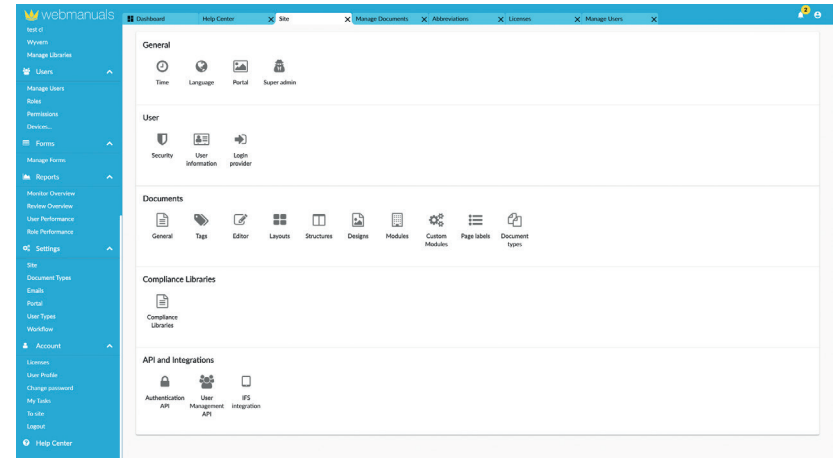 webmanuals
test cl
Wyvern
Manage Libraries
Users
Manage Users
Roles
Permissions
Devices...
Forms
Manage Forms
Reports
Monitor Overview
Review Overview
User Performance
Role Performance
Settings
Site
Document Types
Emails
Portal
User Types
Workflow
Account
Licenses
User Profile
Change password
My Tasks
To site
Logout
Help Center
Dashboard Help Center Site Manage Documents Abbreviations Licenses Manage Users
2
General
Time Language Portal Super admin
User
Security User Login
information provider
Documents
General Tags Editor Layouts Structures Designs Modules Custom Page labels Document
Modules types
Compliance Libraries
Compliance
Libraries
API and Integrations
Authentication User IFS
API Management integration
API